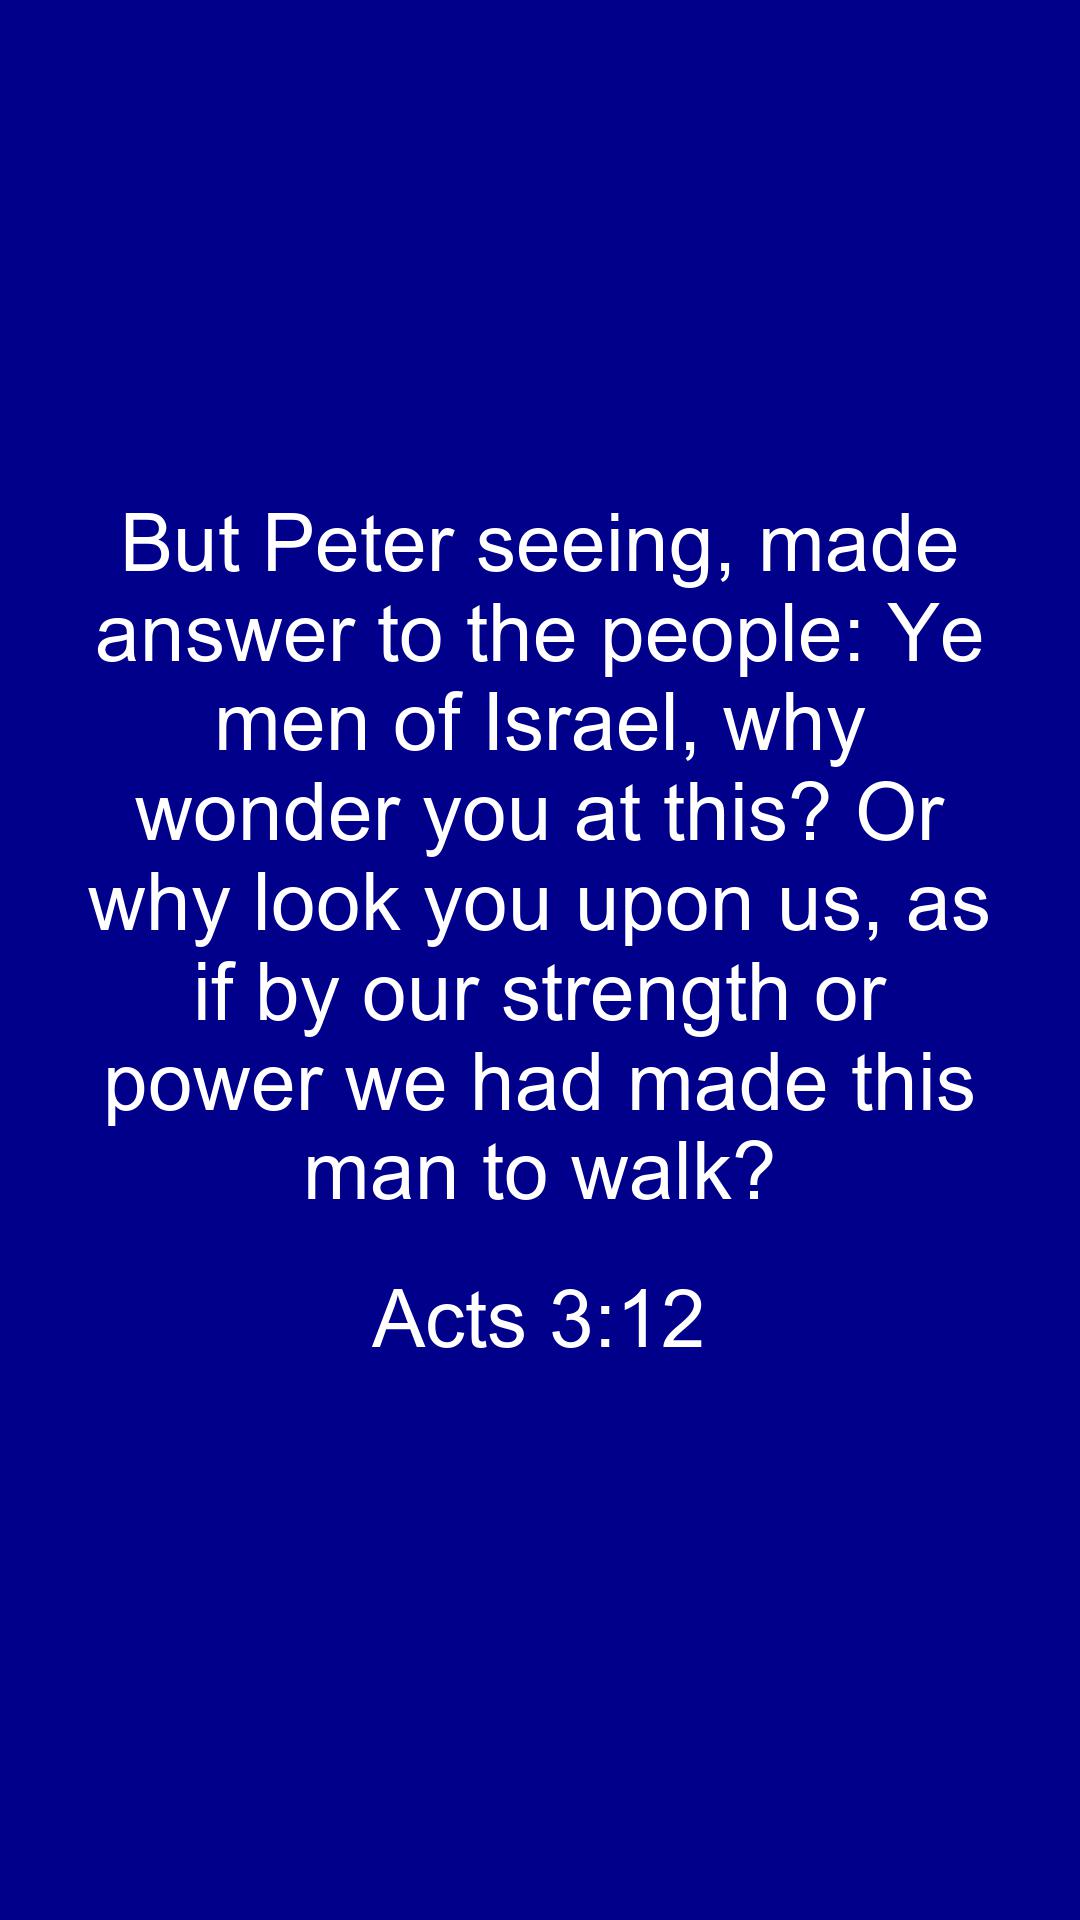 But Peter seeing, made
answer to the people: Ye
men of Israel, why
wonder you at this? Or
why look you upon us, as
if by our strength or
power we had made this
man to walk?
Acts 3:12